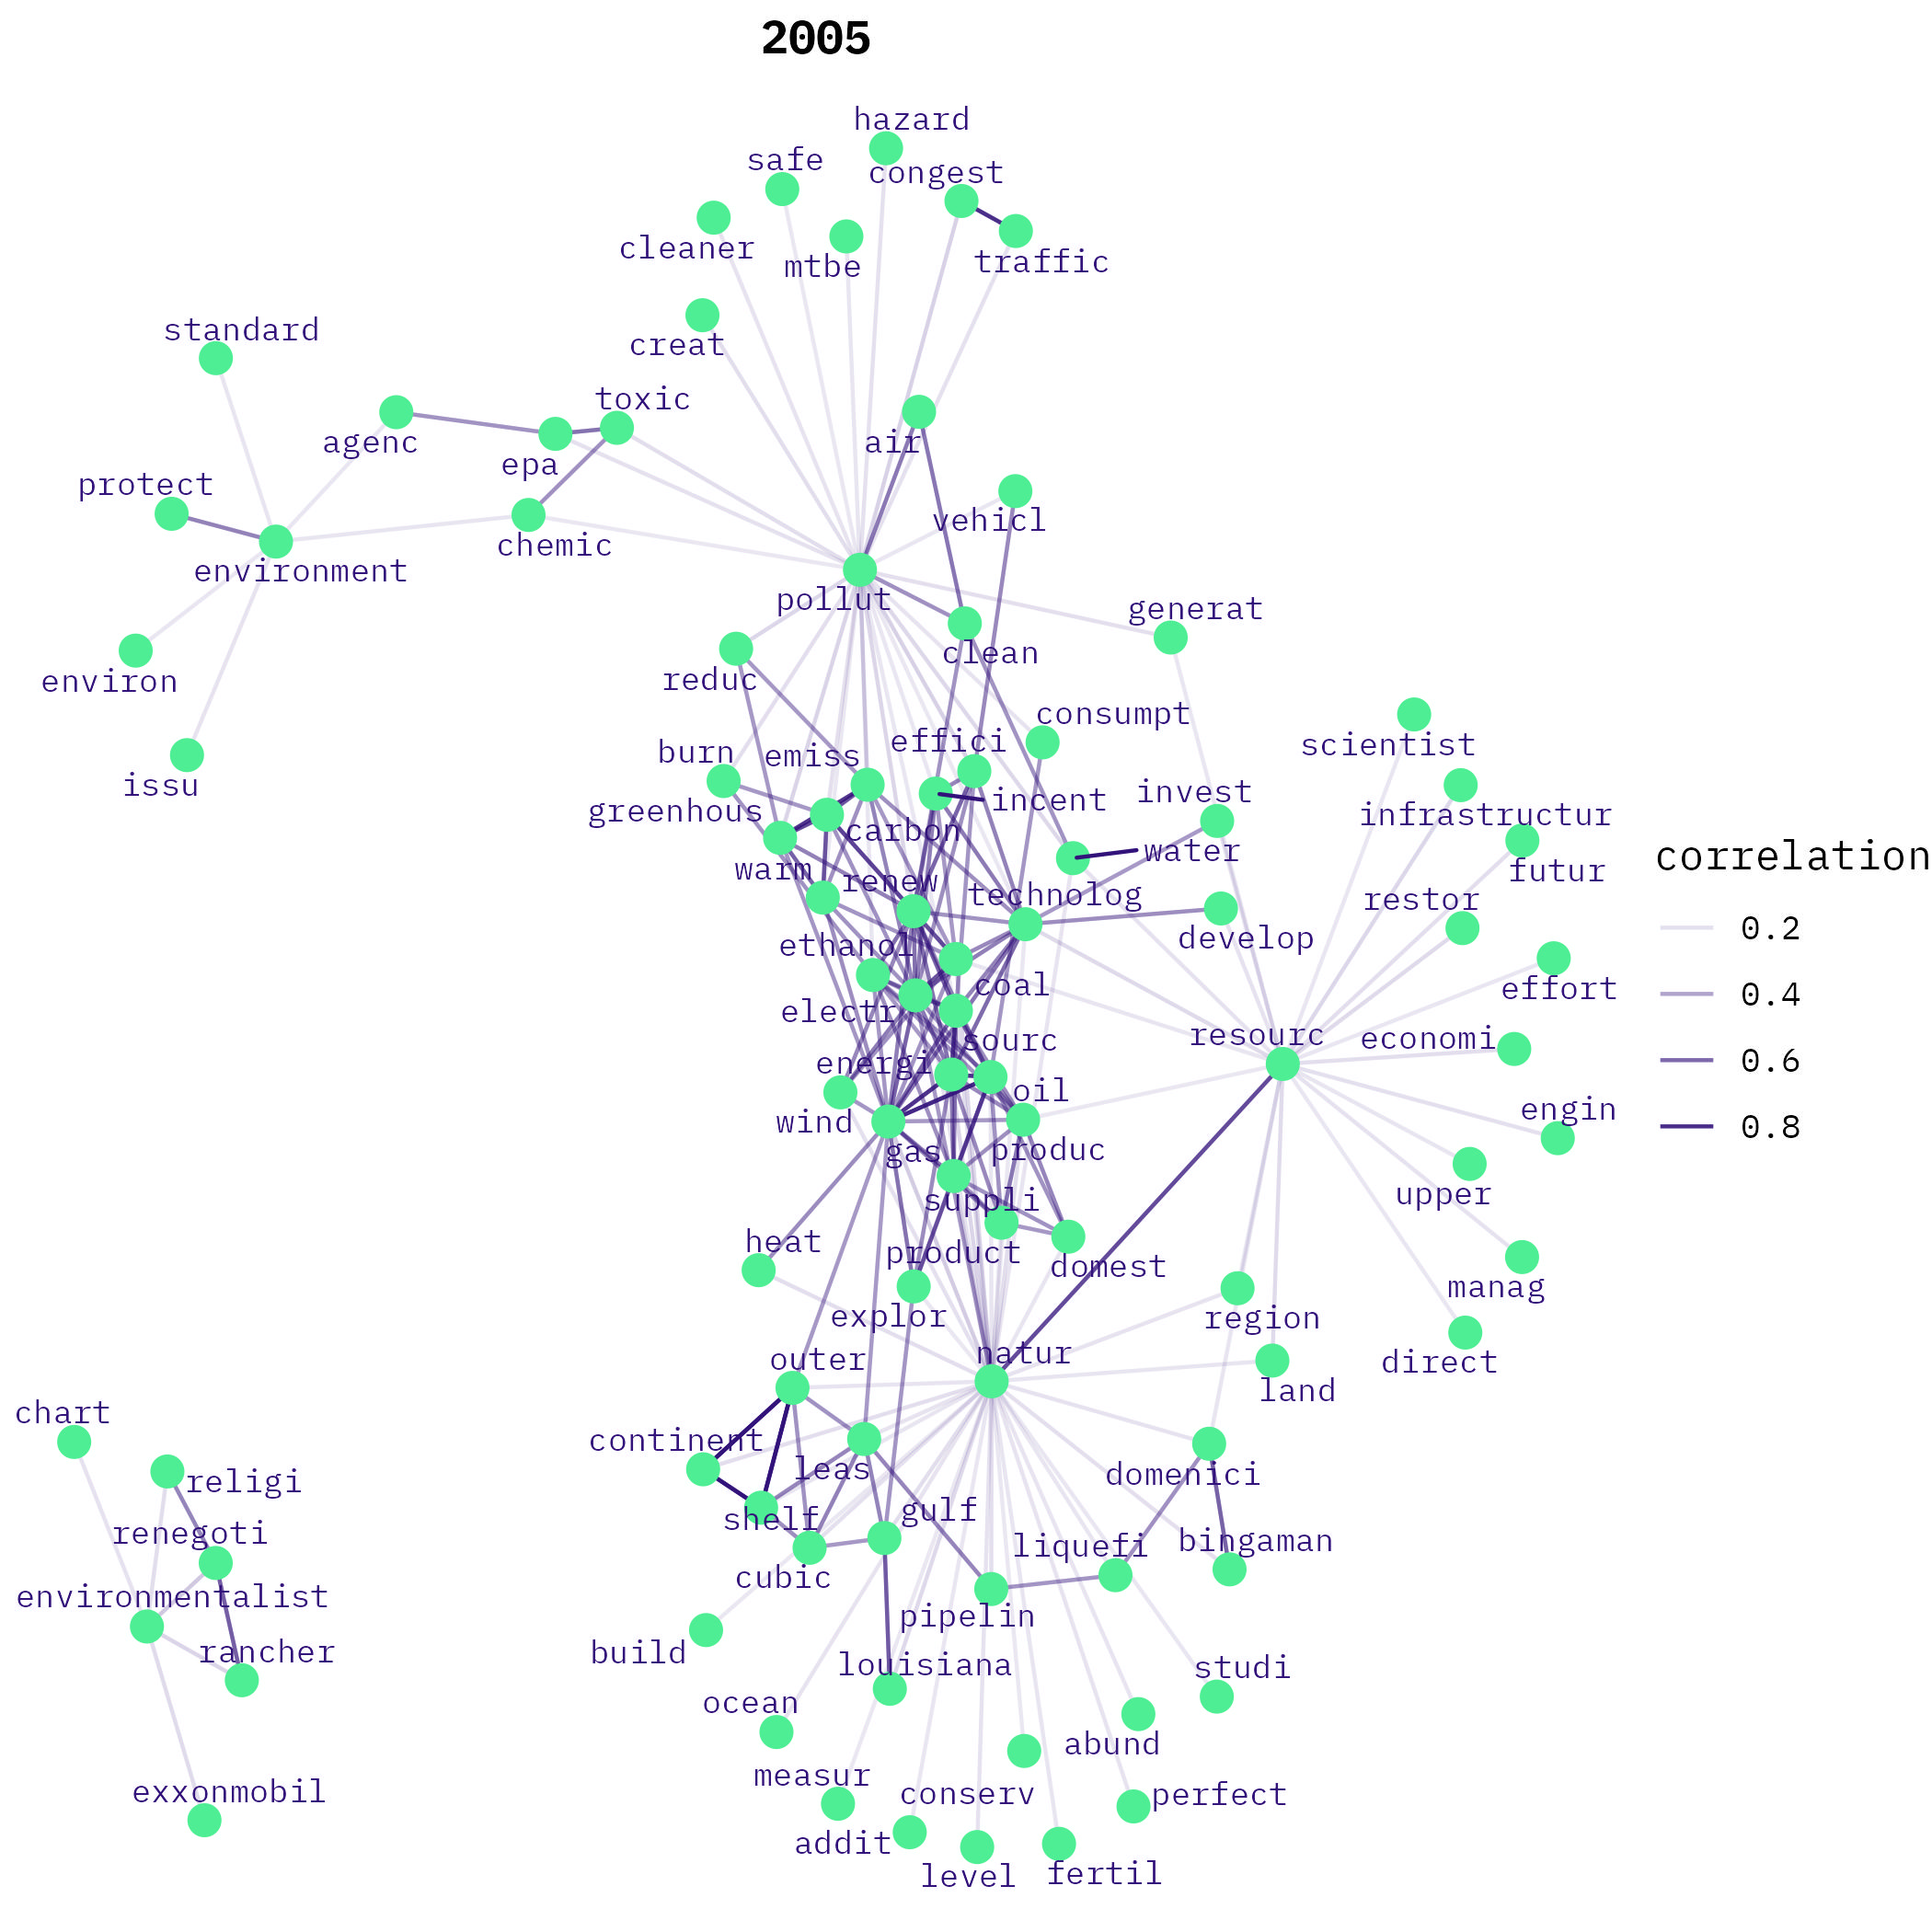 2005
hazard
safe
congest
cleaner
mtbe
traffic
standard
creat
toxic
agenc
air
epa
protect
vehicl
chemic
environment
pollut
generat
clean
environ
reduc
consumpt
scientist
effici
burn
emiss
issu
invest
incent
greenhous
infrastructur
carbon
water
correlation
warm
renew
futur
technolog
restor
0.2
develop
ethanol
coal
effort
0.4
electr
sourc
resourc
economi
energi
0.6
oil
engin
wind
0.8
gas
produc
upper
suppli
heat
product
domest
manag
explor
region
natur
outer
direct
land
chart
continent
leas
domenici
religi
gulf
shelf
renegoti
liquefi
bingaman
cubic
environmentalist
pipelin
rancher
build
louisiana
studi
ocean
abund
measur
exxonmobil
conserv
perfect
addit
level
fertil